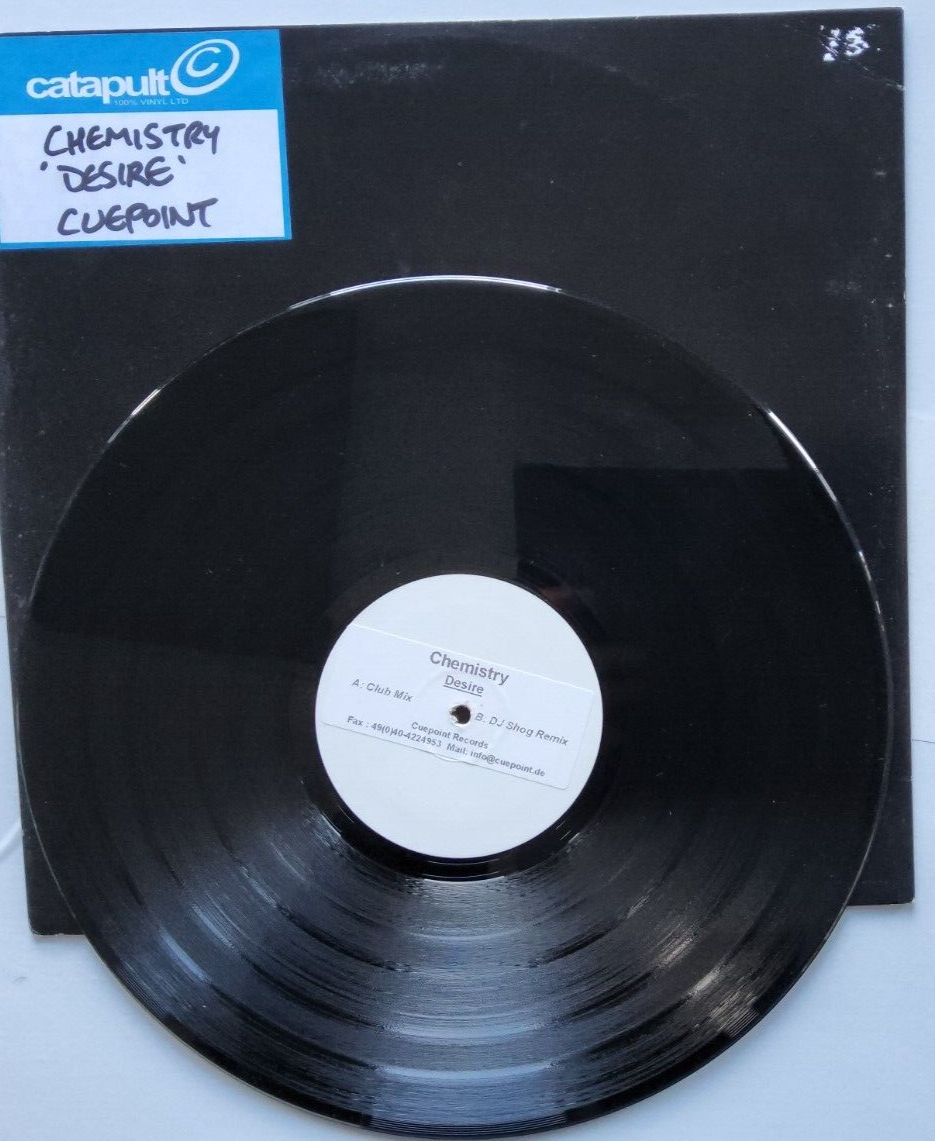 catapult C
100% VINYL LTD
CHEMISTRY
'DESIRE'
CUEPOINT
Chemistry
Desire
A: Club Mix
B: DJ Shog Remix
Cuepoint Records
Fax : 49(0)40-4224953 Mail: info@cuepoint.de